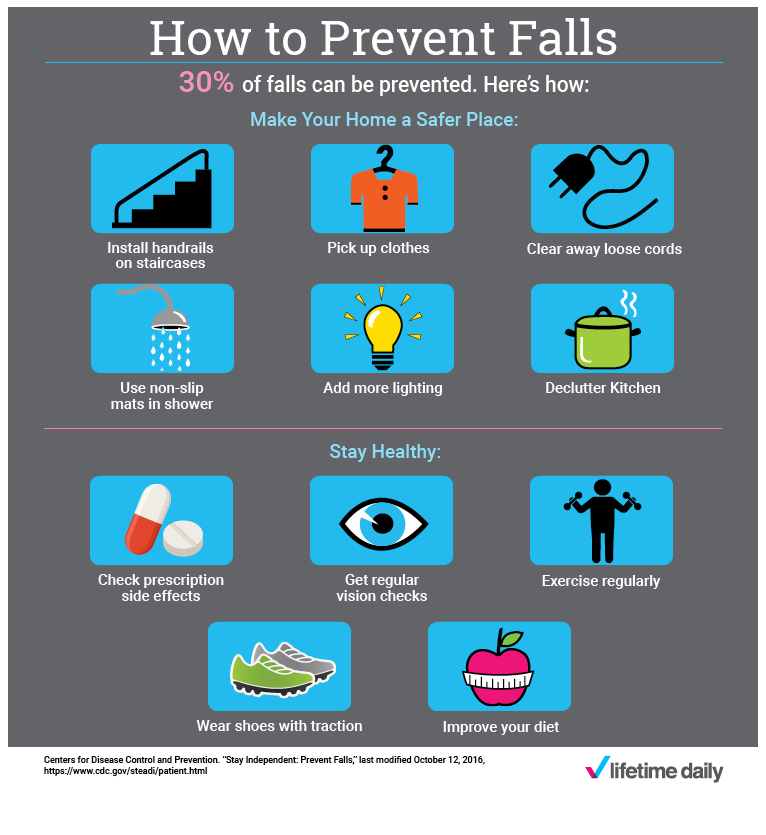 How to Prevent Falls
30% of falls can be prevented. Here's how:
Make Your Home a Safer Place:
Install handrails
on staircases
Pick up clothes
Clear away loose cords
Use non-slip
mats in shower
Add more lighting
Declutter Kitchen
Stay Healthy:
Check prescription
side effects
Get regular
vision checks
Exercise regularly
Wear shoes with traction
Improve your diet
Centers for Disease Control and Prevention. "Stay Independent: Prevent Falls," last modified October 12, 2016,
https://www.cdc.gov/steadi/patient.html
lifetime daily